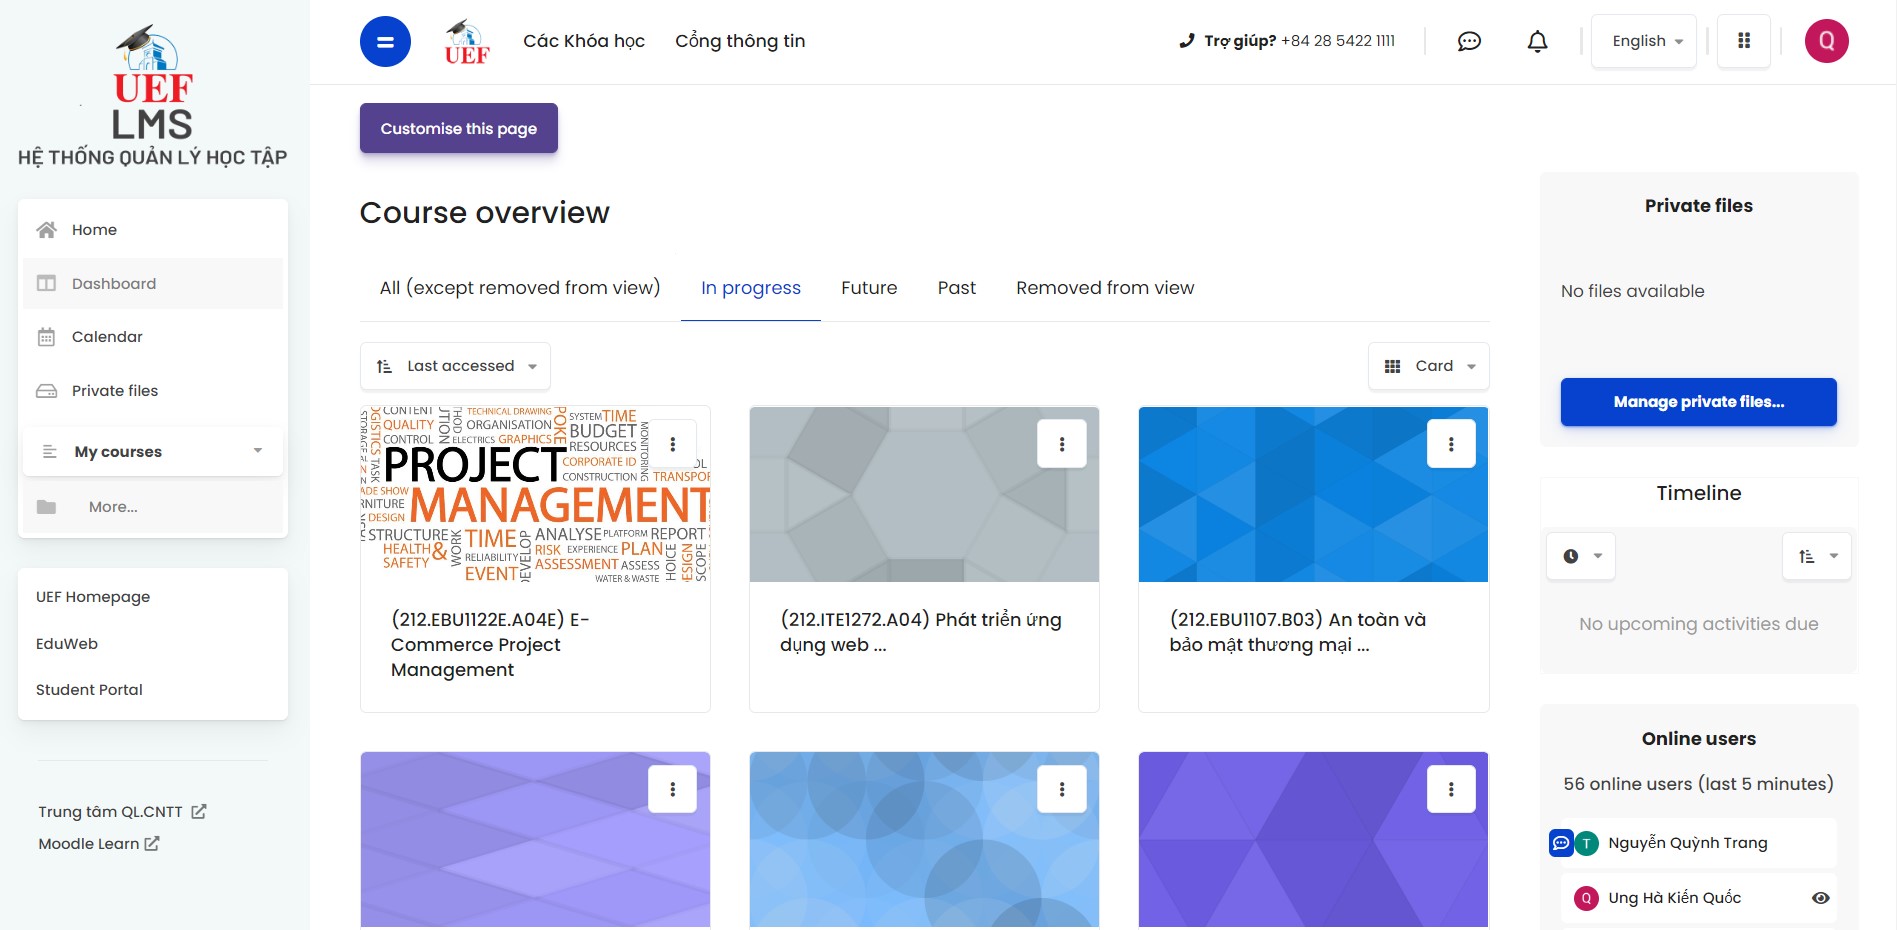 UEF
LMS
HỆ THỐNG QUẢN LÝ HỌC TẬP
Home
Dashboard
Calendar
Private files
My courses
More...
UEF Homepage
EduWeb
Student Portal
Trung tâm QL.CNTT
Moodle Learn
UEF
Các Khóa học
Cổng thông tin
Trợ giúp? +84 28 5422 1111
English
Q
Customise this page
Course overview
All (except removed from view)
In progress
Future
Past
Removed from view
Last accessed
Card
CONTENT
TECHNICAL DRAWING
SYSTEM TIME
QUALITY
ORGANISATION
BUDGET
CONTROL
ELECTRICS GRAPHICS
RESOURCES
MONITORING
TASK
PROJECT
CORPORATE ID
CONSTRUCTION
MANAGEMENT
DESIGN
STRUCTURE
TIME
ANALYSE PLATFORM REPORT
HEALTH & SAFETY
WORK
RELIABILITY
RISK EXPERIENCE PLAN
EVENT
ASSESSMENT ASSESS
WATER & WASTE
SCOPE
(212.EBU1122E.A04E) E-
Commerce Project
Management
(212.ITE1272.A04) Phát triển ứng
dụng web ...
(212.EBU1107.B03) An toàn và
bảo mật thương mại ...
Private files
No files available
Manage private files...
Timeline
No upcoming activities due
Online users
56 online users (last 5 minutes)
T Nguyễn Quỳnh Trang
Q Ung Hà Kiến Quốc